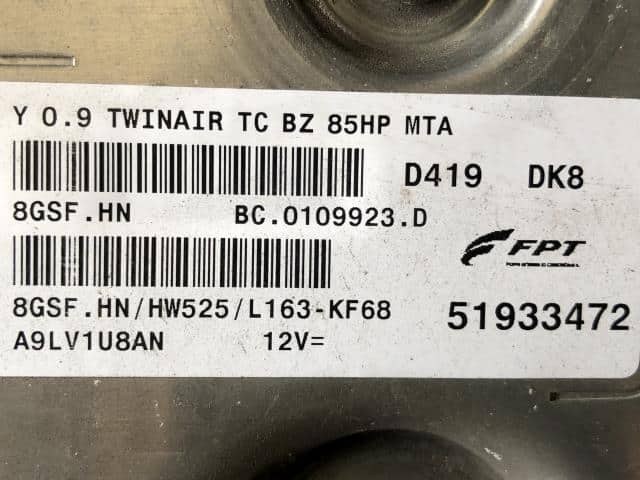 Y 0.9 TWINAIR TC BZ 85HP MTA
D419 DK8
8GSF.HN BC.0109923.D
FPT
8GSF.HN/HW525/L163-KF68
51933472
A9LV1U8AN 12V=